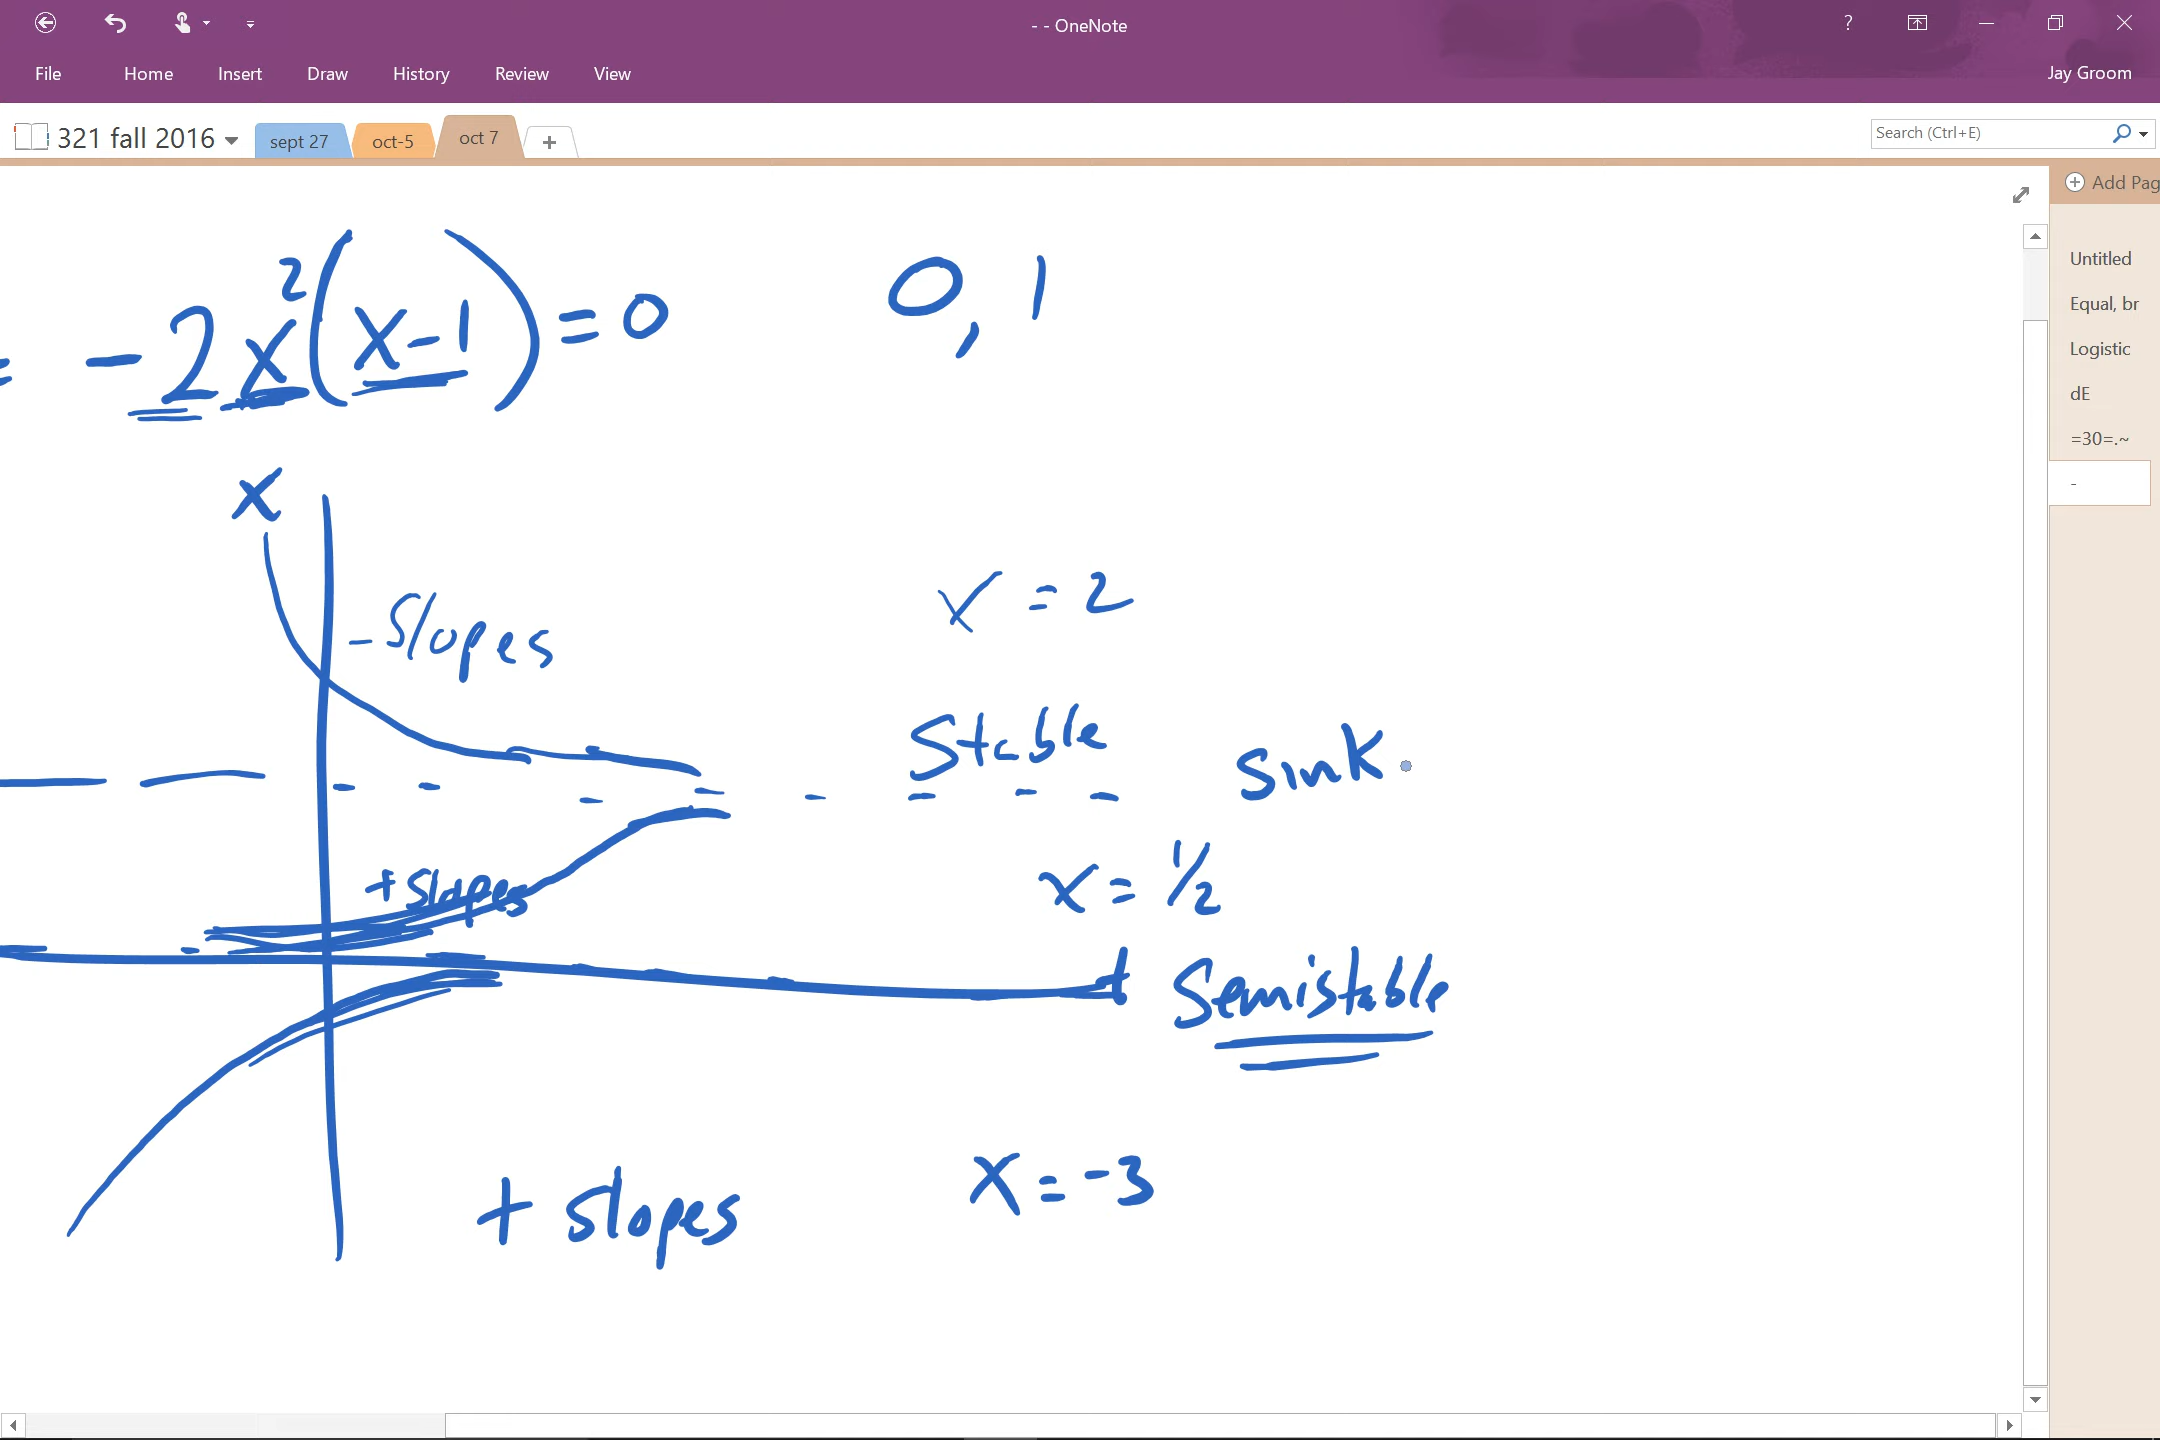 - - OneNote
?
File Home Insert Draw History Review View
Jay Groom
321 fall 2016 sept 27 oct-5 oct 7 +
Search (Ctrl+E)
Add Pag
Untitled
Equal, br
Logistic
dE
=30=.~
-
= -2x²(x-1) = 0 0, 1
x
- Slopes
x = 2
Stable sink
+ slopes
x = 1/2
t Semistable
+ slopes
x = -3